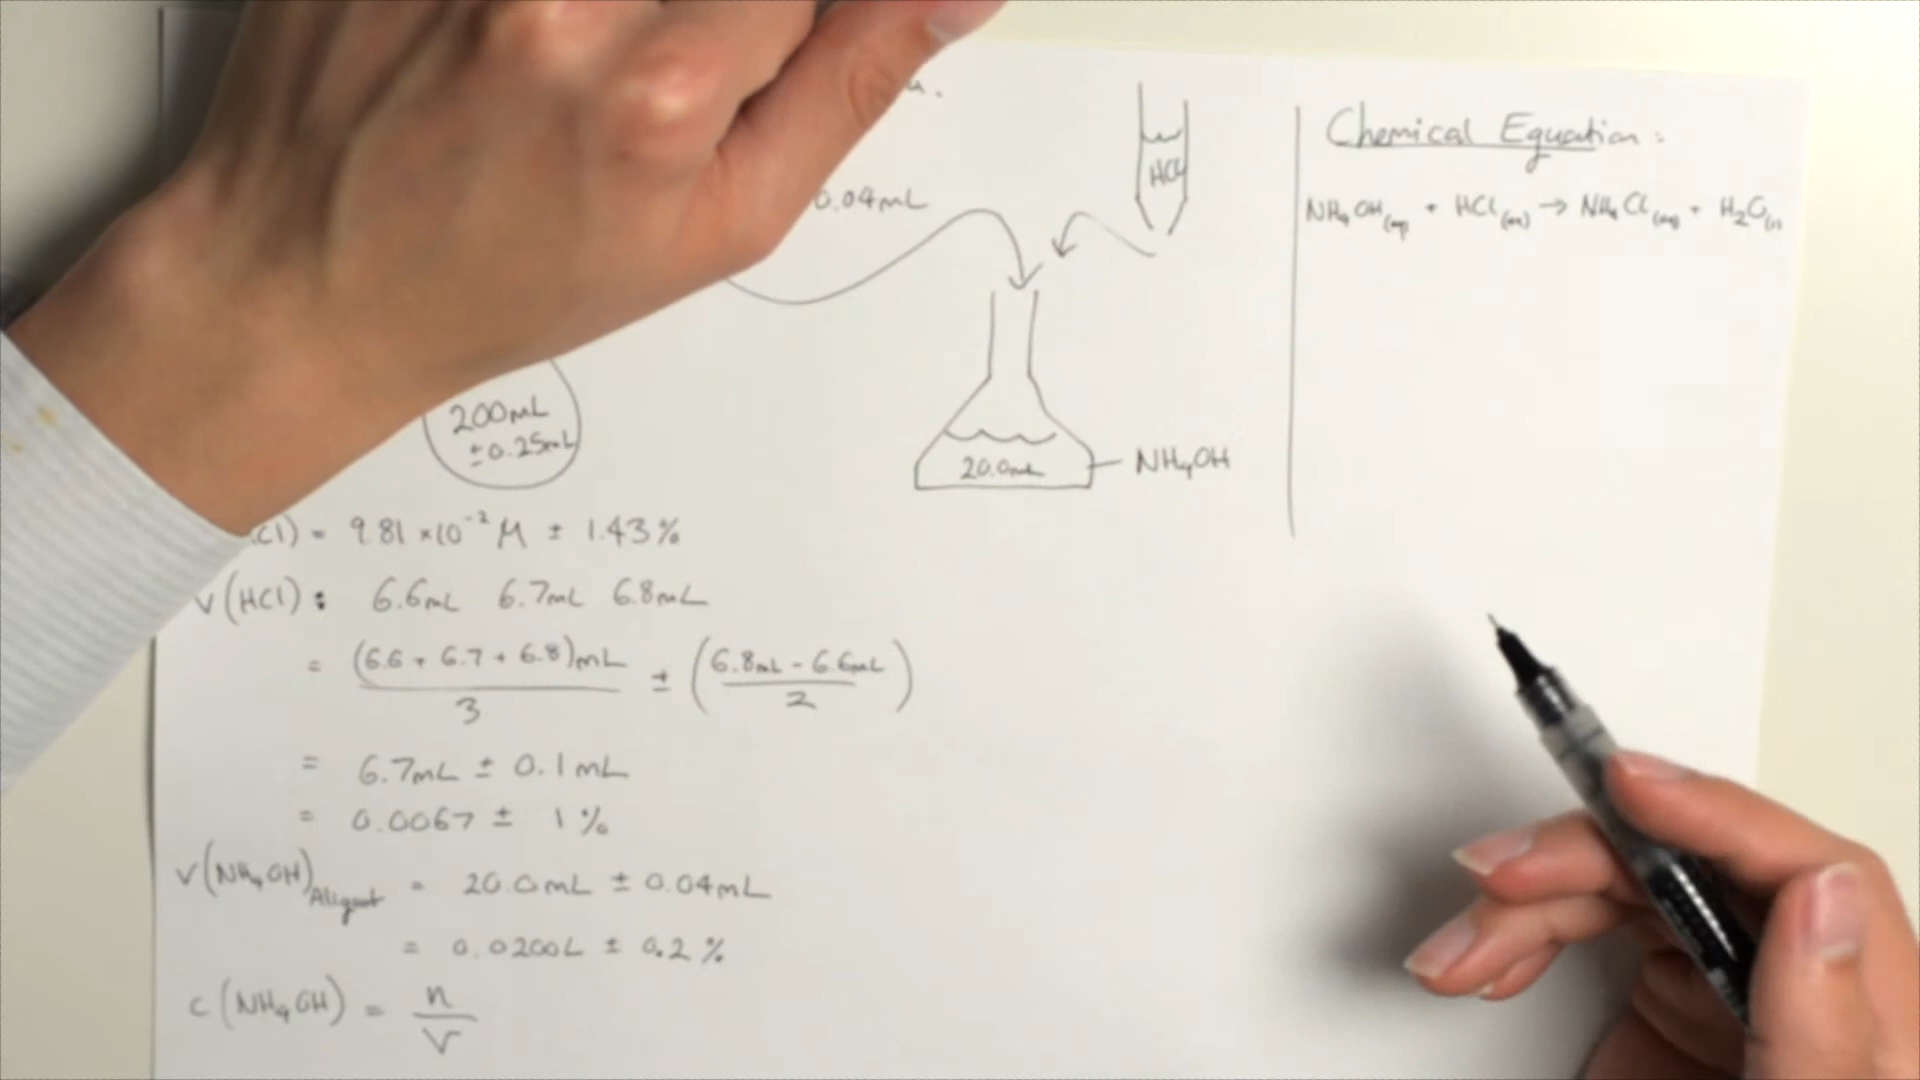 Chemical Equation:
NH4OH(aq) + HCl(aq) → NH4Cl(aq) + H2O(l)
0.04mL
HCl
200mL
±0.25mL
20.0mL
NH4OH
Cl) = 9.81 ×10⁻² M ± 1.43%
V(HCl): 6.6mL 6.7mL 6.8mL
= (6.6 + 6.7 + 6.8)mL / 3 ± (6.8mL - 6.6mL / 2)
= 6.7mL ± 0.1mL
= 0.0067 ± 1%
V(NH4OH)Aliquot = 20.0mL ± 0.04mL
= 0.0200L ± 0.2%
c(NH4OH) = n / V